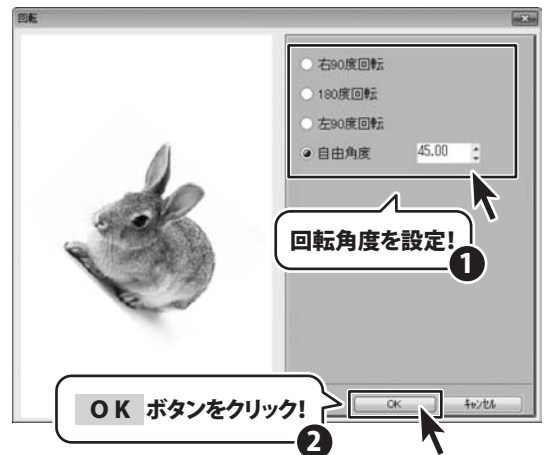 回転
右90度回転
180度回転
左90度回転
自由角度 45.00
回転角度を設定!
1
OK キャンセル
OK ボタンをクリック!
2